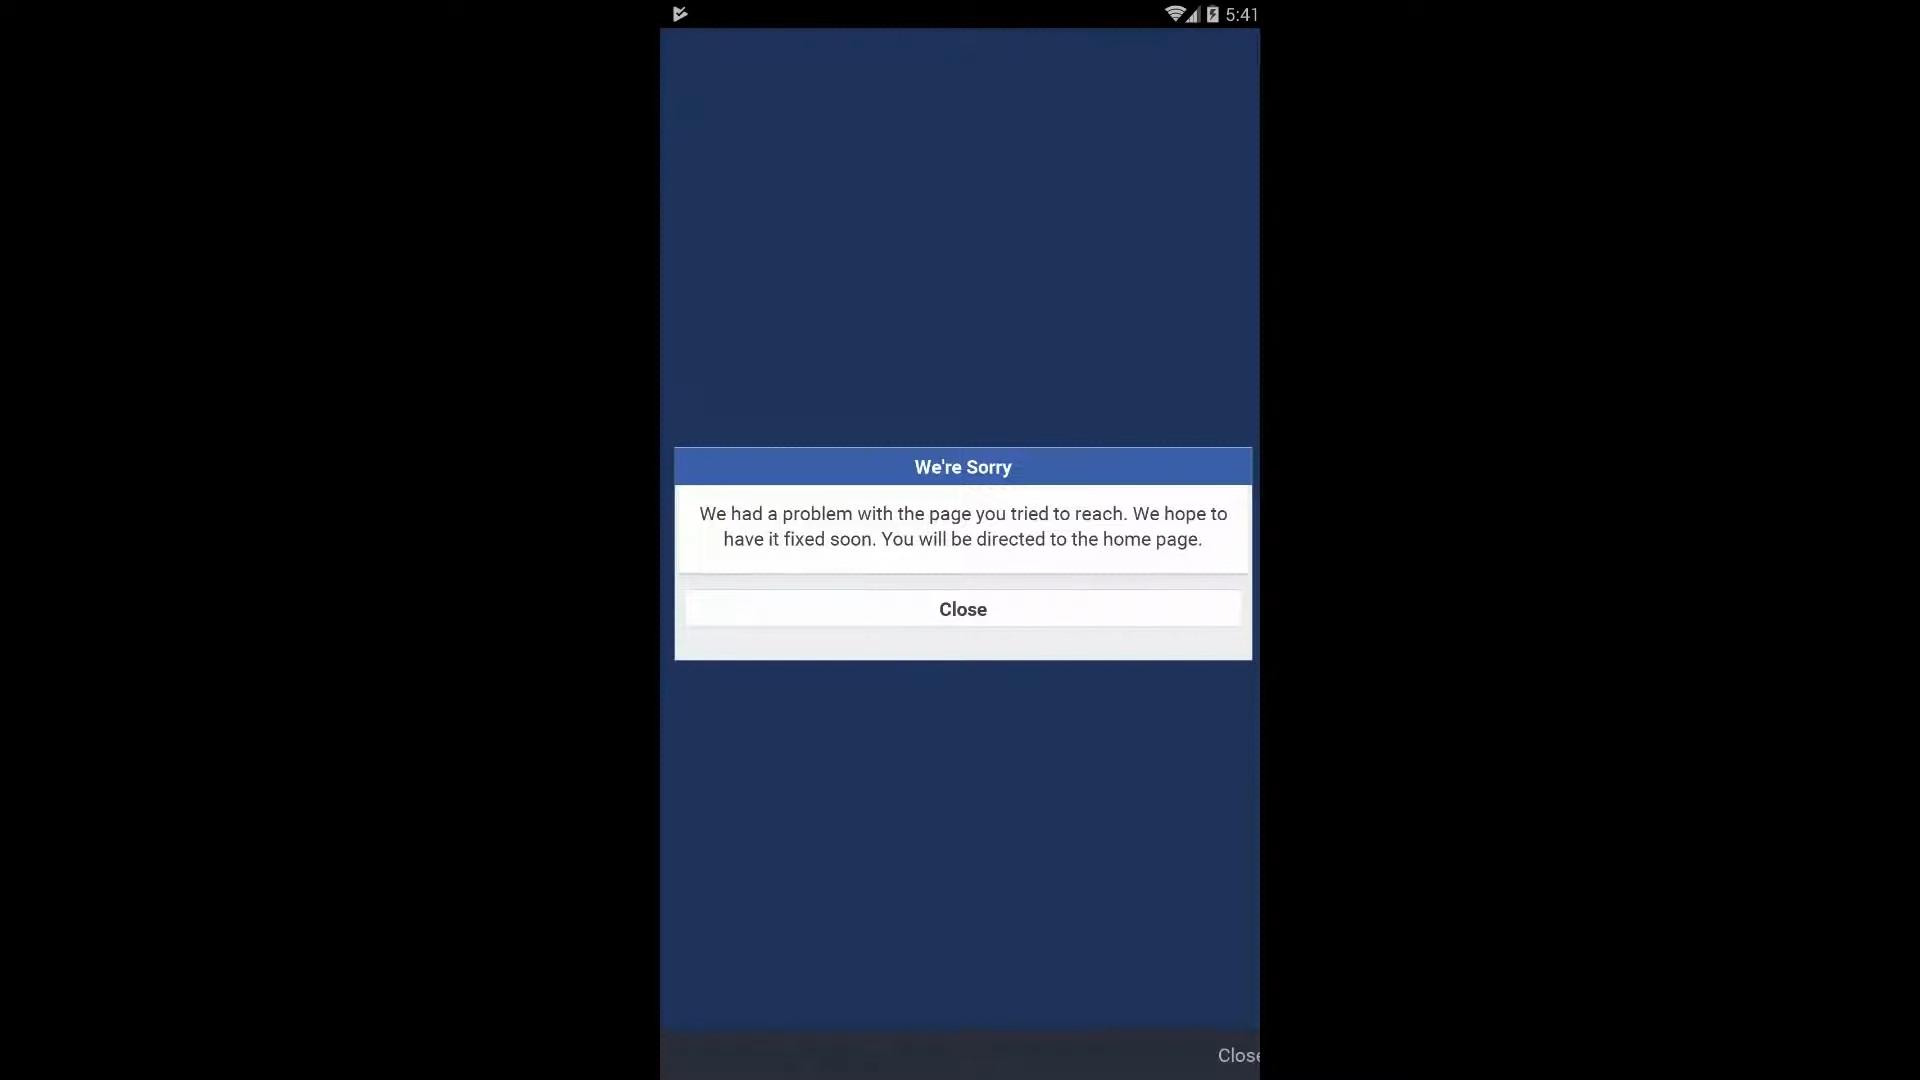 5:41
We're Sorry
We had a problem with the page you tried to reach. We hope to
have it fixed soon. You will be directed to the home page.
Close
Close